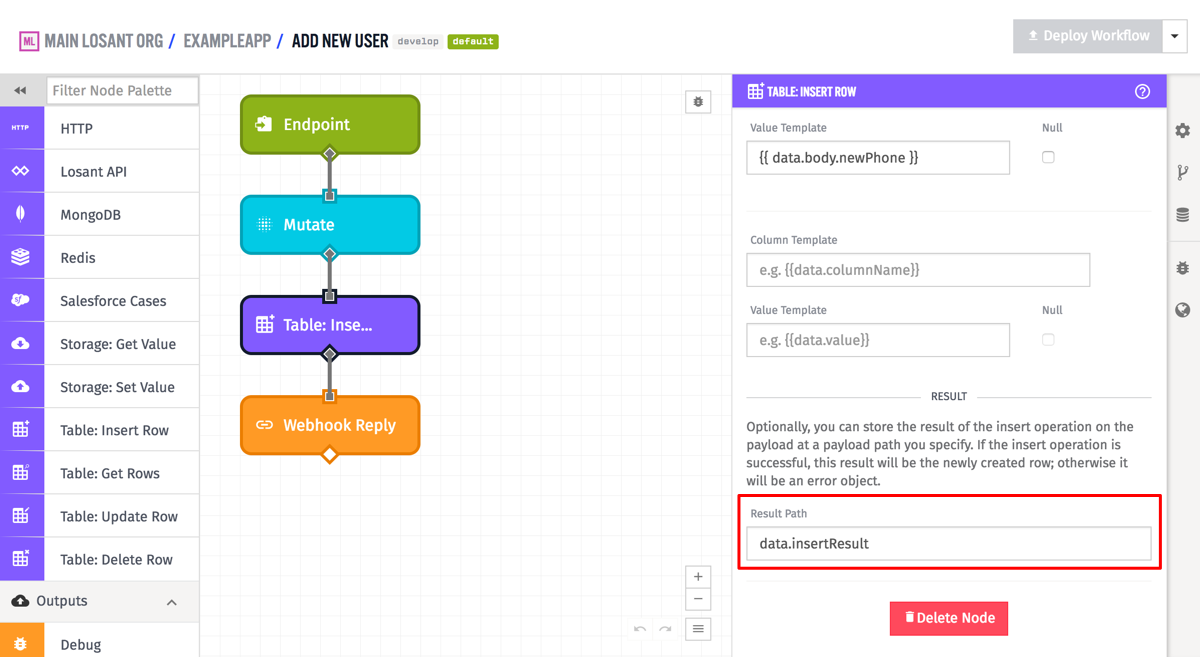 ML MAIN LOSANT ORG / EXAMPLEAPP / ADD NEW USER develop default
Deploy Workflow
Filter Node Palette
HTTP HTTP
Losant API
MongoDB
Redis
sf Salesforce Cases
Storage: Get Value
Storage: Set Value
Table: Insert Row
Table: Get Rows
Table: Update Row
Table: Delete Row
Outputs
Debug
Endpoint
Mutate
Table: Inse...
Webhook Reply
TABLE: INSERT ROW
Value Template Null
{{ data.body.newPhone }}
Column Template
e.g. {{data.columnName}}
Value Template Null
e.g. {{data.value}}
RESULT
Optionally, you can store the result of the insert operation on the
payload at a payload path you specify. If the insert operation is
successful, this result will be the newly created row; otherwise it
will be an error object.
Result Path
data.insertResult
Delete Node